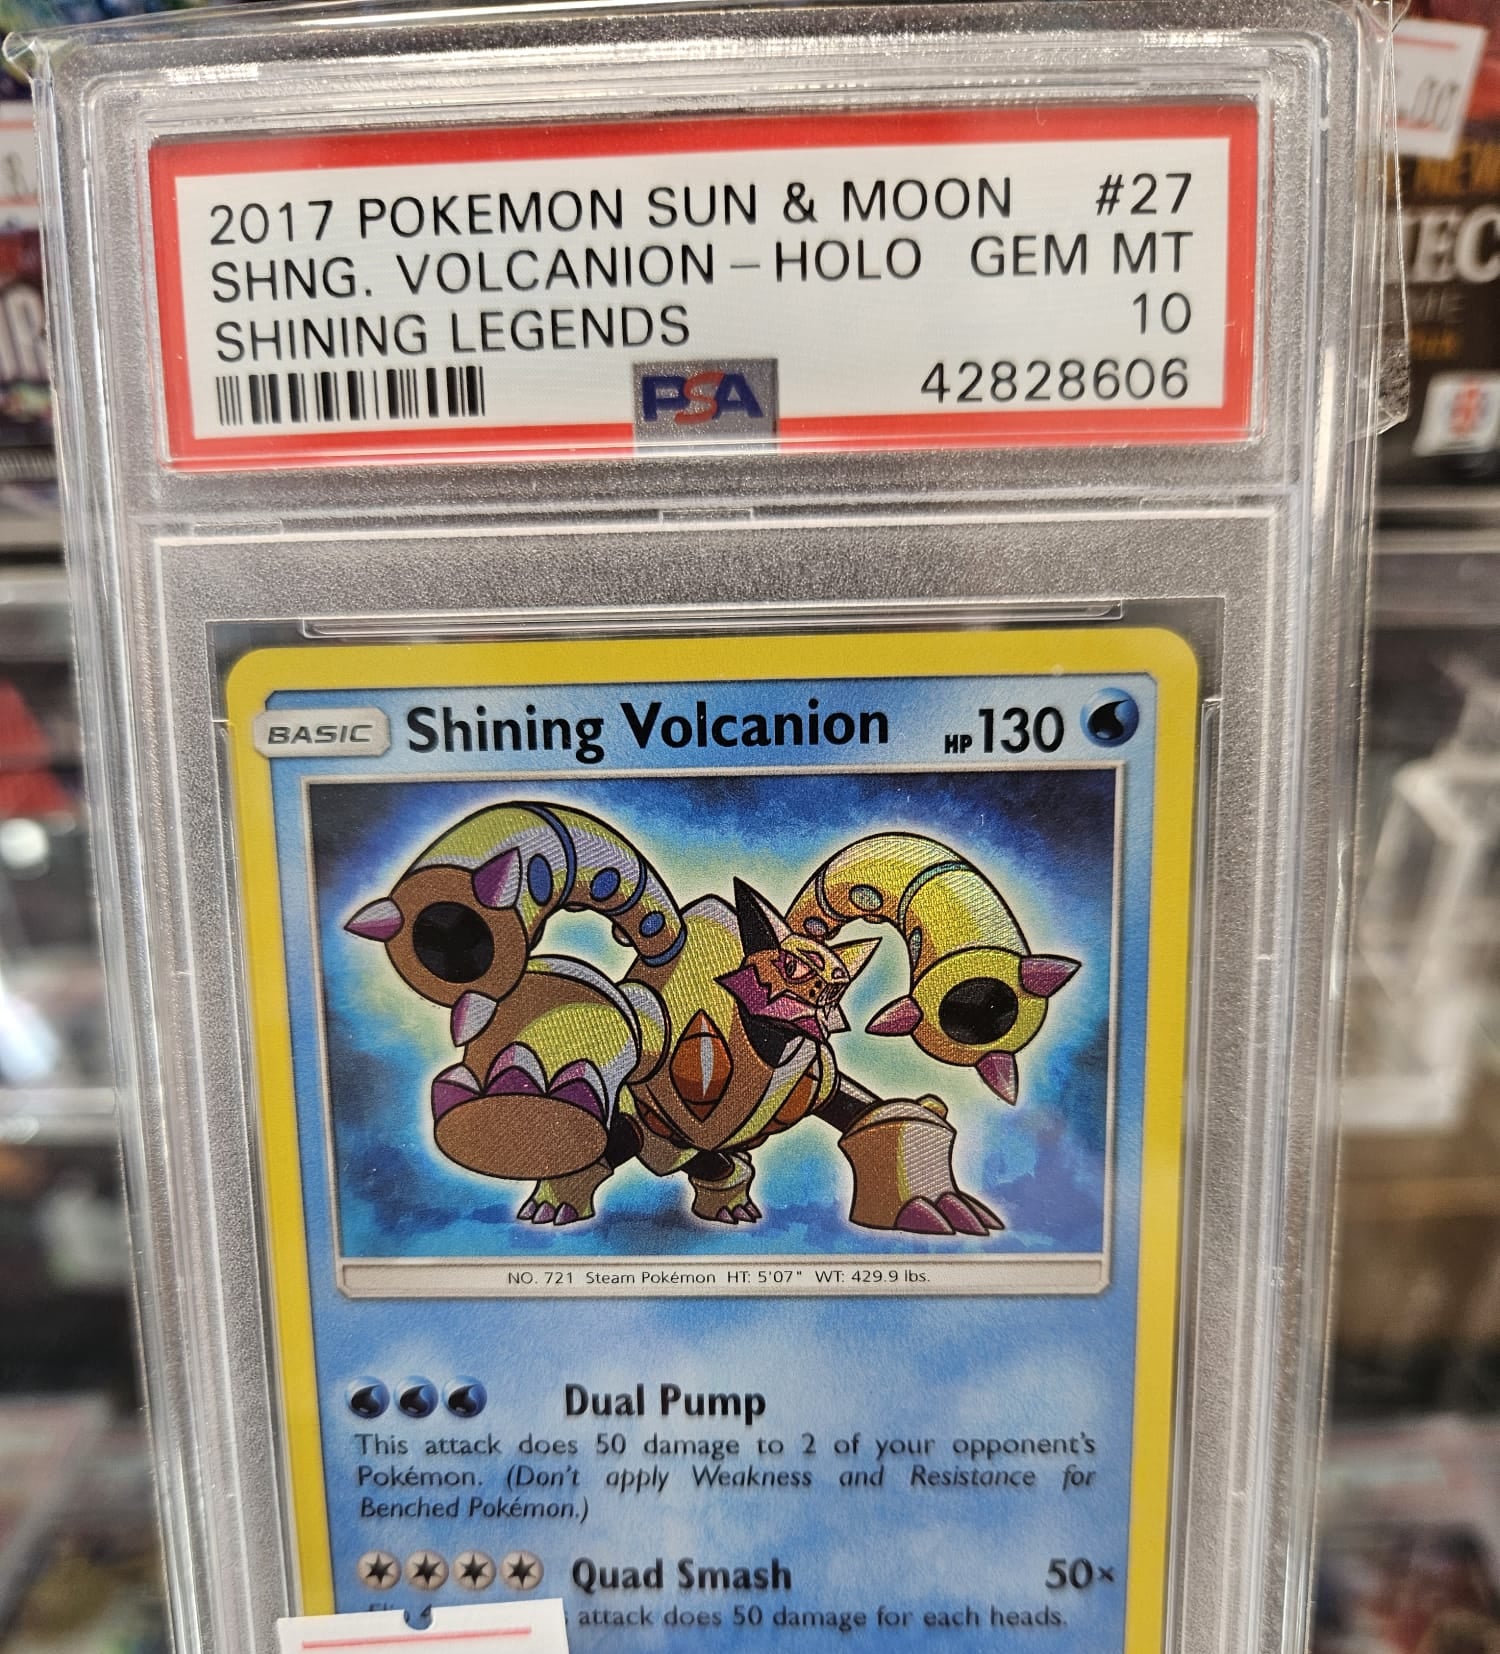 2017 POKEMON SUN & MOON #27
SHNG. VOLCANION - HOLO GEM MT
SHINING LEGENDS 10
PSA 42828606
BASIC Shining Volcanion HP 130
NO. 721 Steam Pokémon HT: 5'07" WT: 429.9 lbs.
Dual Pump
This attack does 50 damage to 2 of your opponent's
Pokémon. (Don't apply Weakness and Resistance for
Benched Pokémon.)
Quad Smash 50×
attack does 50 damage for each heads.